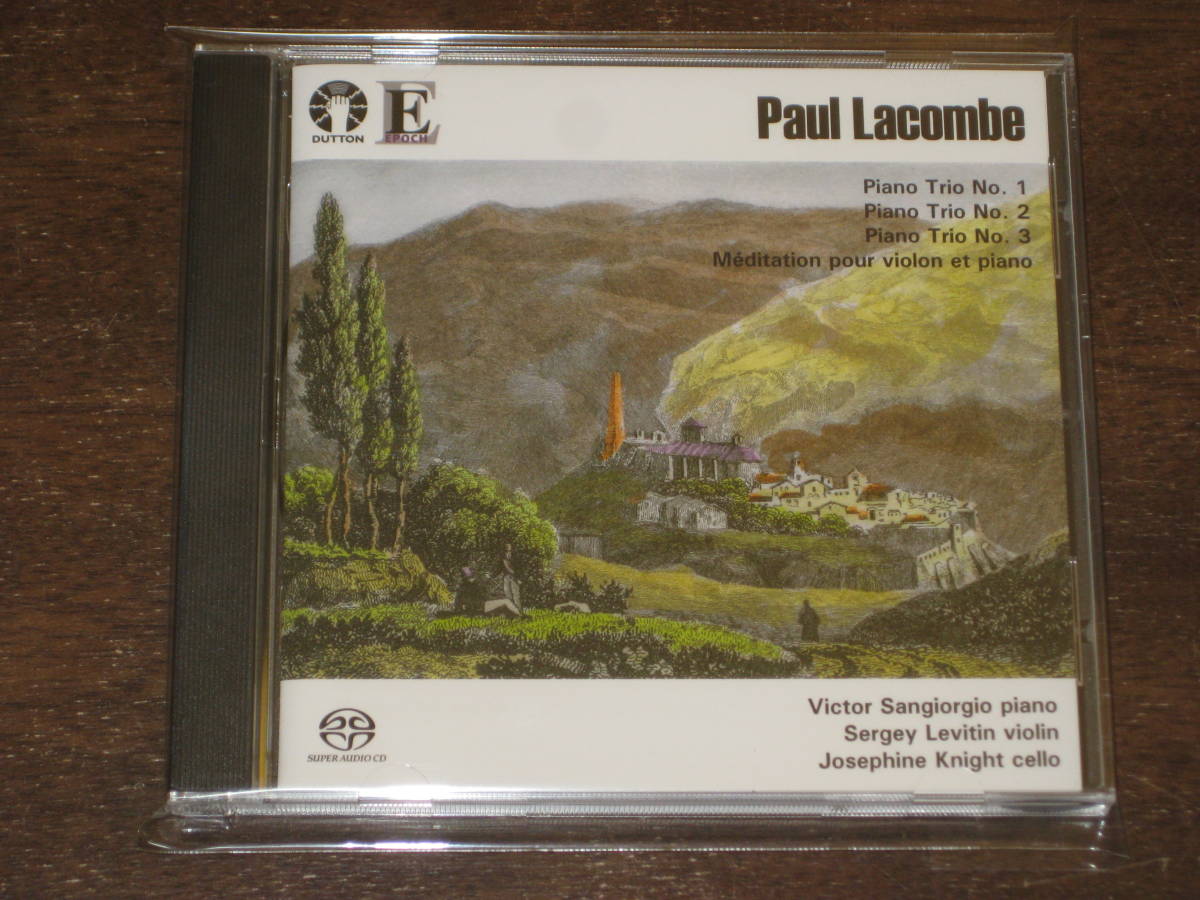 DUTTON
E
EPOCH
Paul Lacombe
Piano Trio No. 1
Piano Trio No. 2
Piano Trio No. 3
Méditation pour violon et piano
SUPER AUDIO CD
Victor Sangiorgio piano
Sergey Levitin violin
Josephine Knight cello